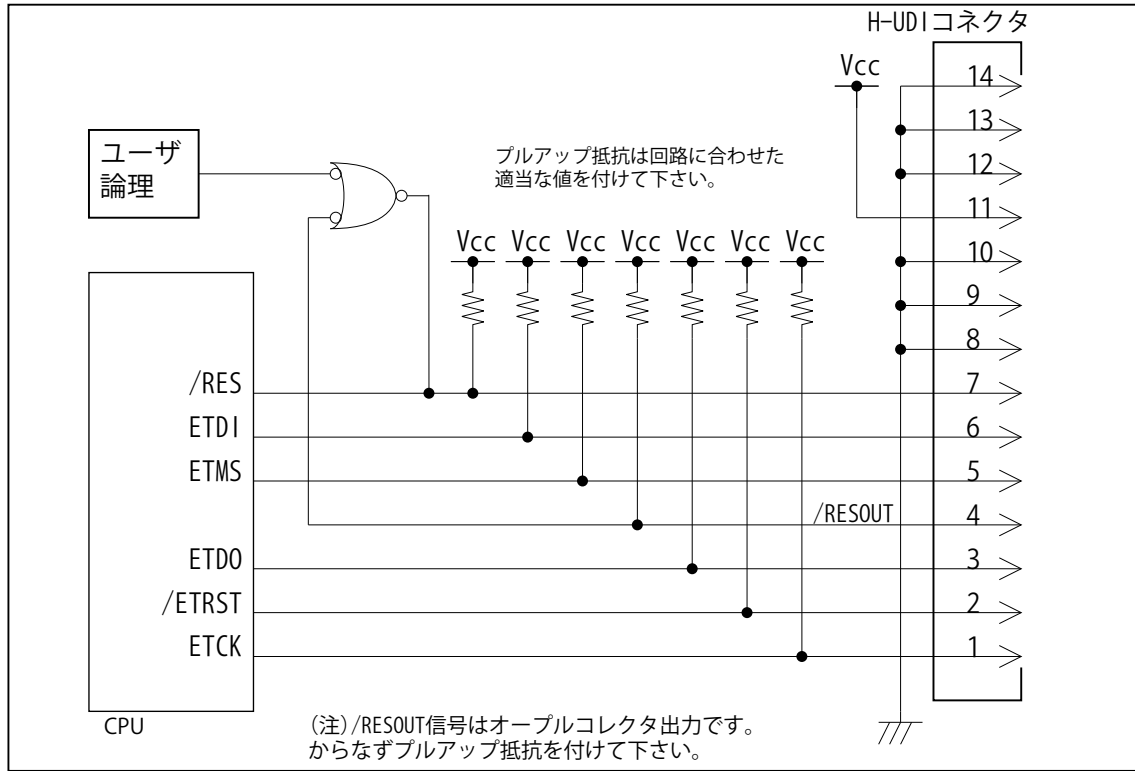 H-UDIコネクタ
Vcc
14
13
12
11
10
9
8
7
6
5
4
3
2
1
ユーザ
論理
プルアップ抵抗は回路に合わせた
適当な値を付けて下さい。
Vcc Vcc Vcc Vcc Vcc Vcc Vcc
/RES
ETDI
ETMS
/RESOUT
ETDO
/ETRST
ETCK
CPU
(注)/RESOUT信号はオープルコレクタ出力です。
からなずプルアップ抵抗を付けて下さい。